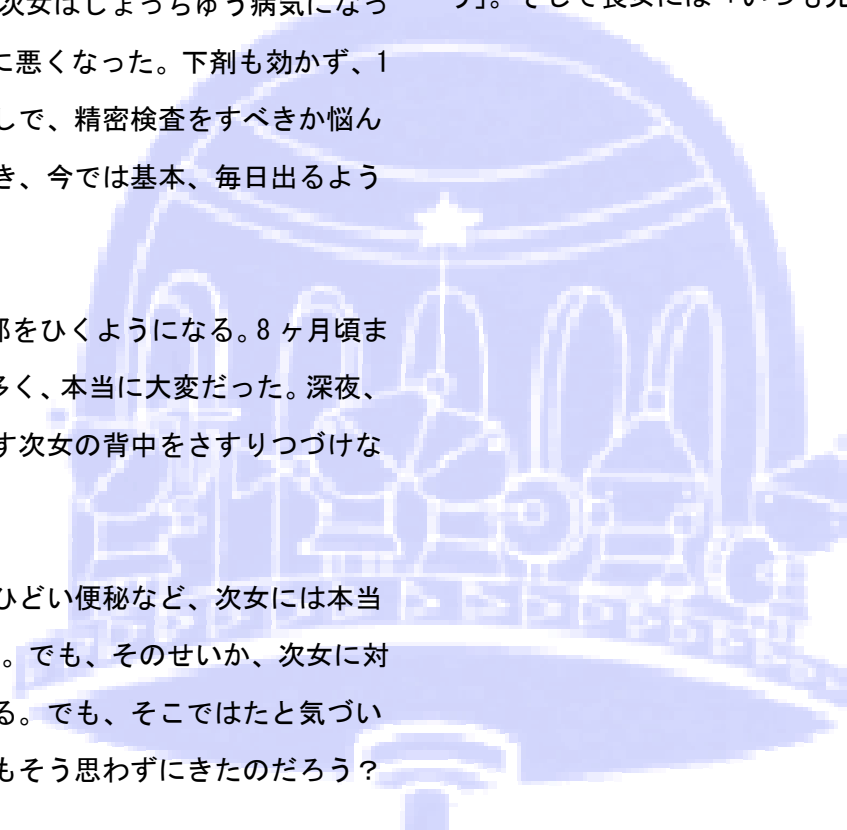 次女はしょっちゅう病気になっ
に悪くなった。下剤も効かず、1
しで、精密検査をすべきか悩ん
き、今では基本、毎日出るよう
邪をひくようになる。8ヶ月頃ま
多く、本当に大変だった。深夜、
す次女の背中をさすりつづけな
ひどい便秘など、次女には本当
。でも、そのせいか、次女に対
る。でも、そこではたと気づい
もそう思わずにきたのだろう?
う」。そして長女には「いつも